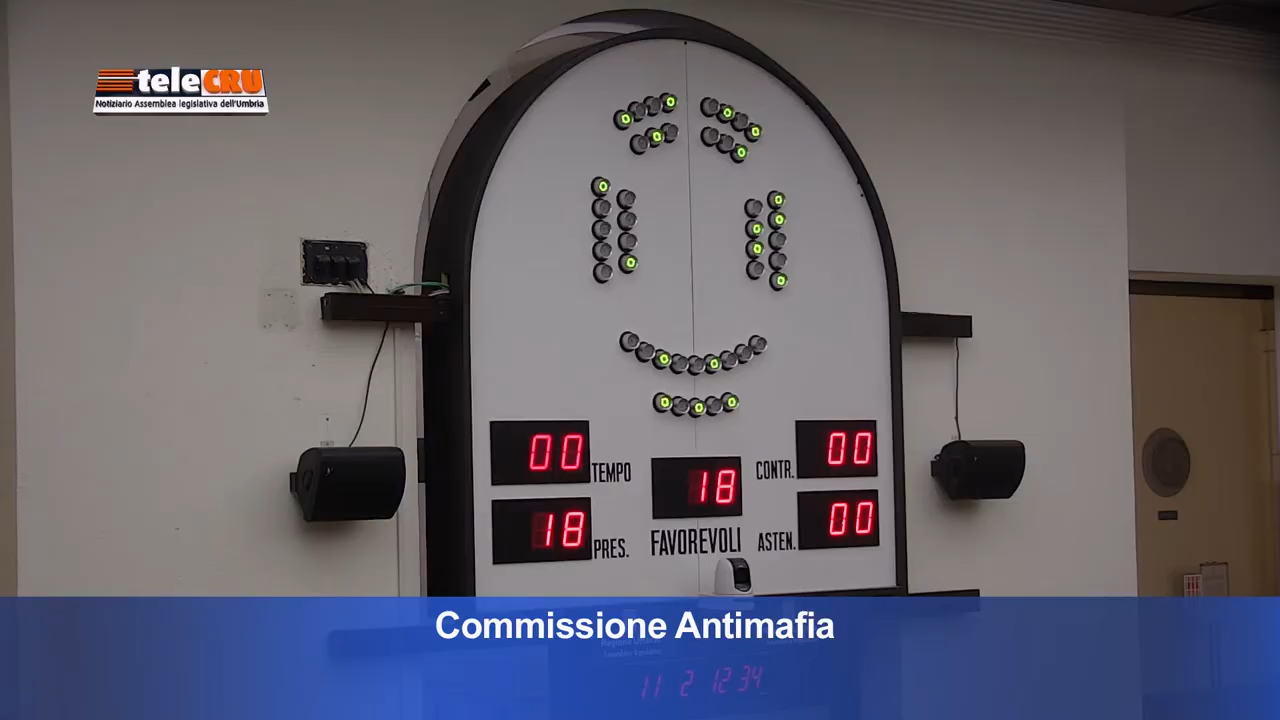 teleCRU
Notiziario Assemblea legislativa dell'Umbria
00 TEMPO
CONTR. 00
18 PRES.
18
FAVOREVOLI
ASTEN. 00
Commissione Antimafia
11 2 12 34